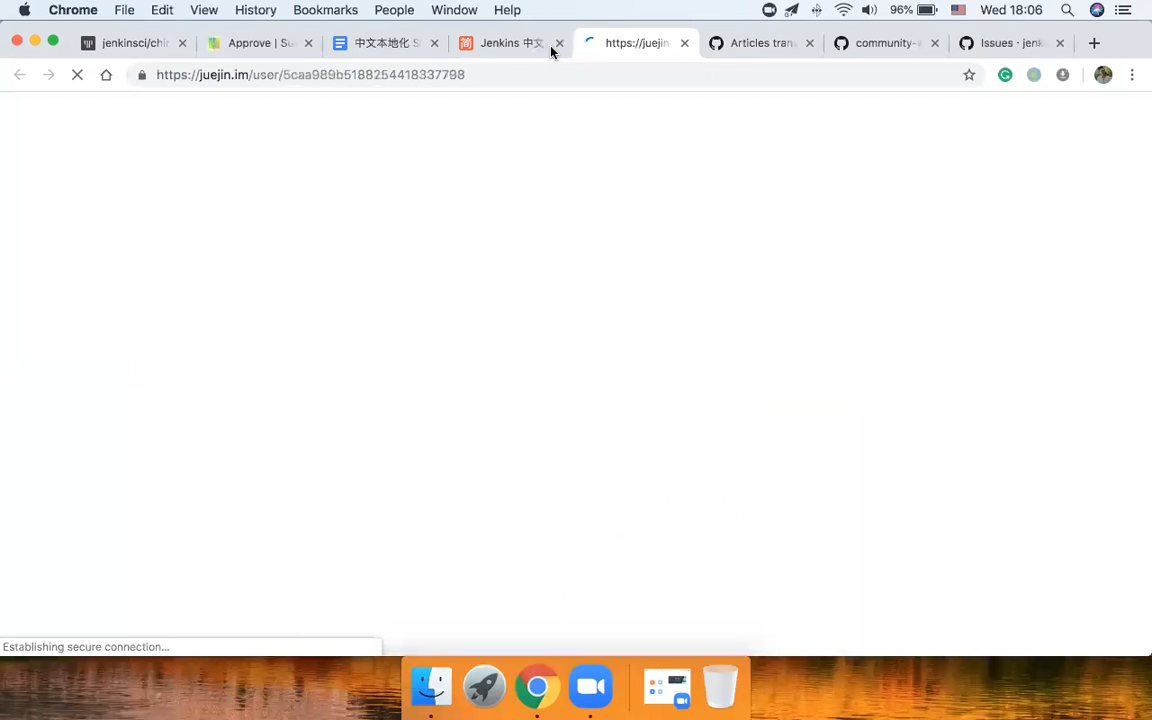 Chrome File Edit View History Bookmarks People Window Help 96% Wed 18:06
jenkinsci/chin Approve | Su 中文本地化 S Jenkins 中文 https://juejin Articles tran community- Issues · jenk
https://juejin.im/user/5caa989b5188254418337798
Establishing secure connection...